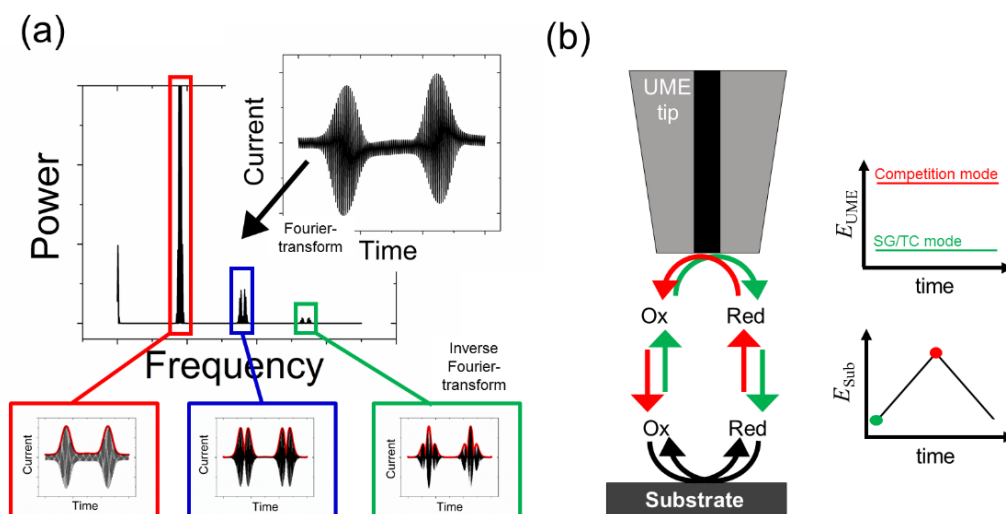 (a)
Power
Frequency
Current
Time
Fourier-
transform
Inverse
Fourier-
transform
Current
Time
Current
Time
Current
Time
(b)
UME
tip
Ox
Red
Ox
Red
Substrate
E_UME
Competition mode
SG/TC mode
time
E_Sub
time